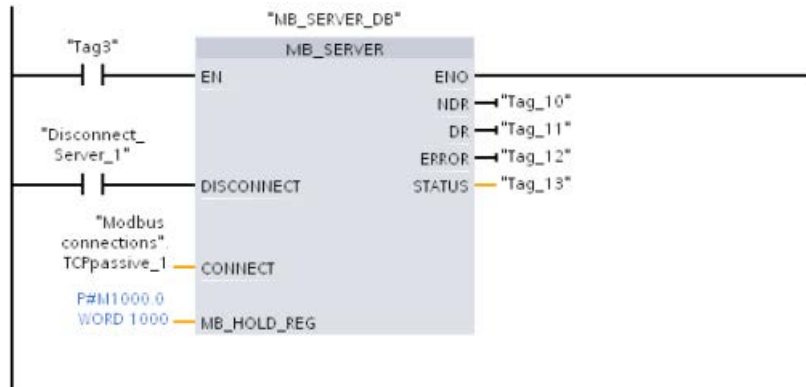 "MB_SERVER_DB"
"Tag3"
MB_SERVER
EN
ENO
NDR
"Tag_10"
DR
"Tag_11"
"Disconnect_
Server_1"
ERROR
"Tag_12"
DISCONNECT
STATUS
"Tag_13"
"Modbus
connections".
TCPpassive_1
CONNECT
P#M1000.0
WORD 1000
MB_HOLD_REG